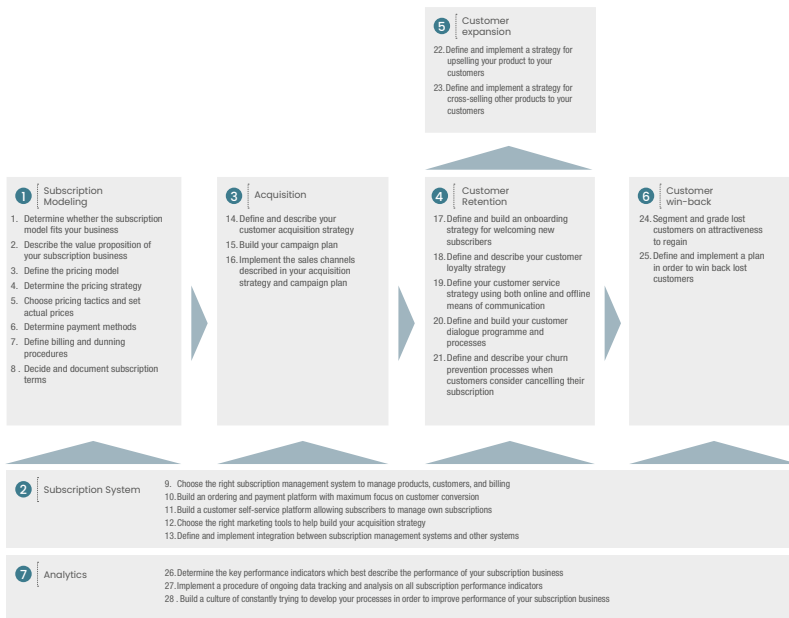 5 Customer
expansion
22. Define and implement a strategy for
upselling your product to your
customers
23. Define and implement a strategy for
cross-selling other products to your
customers
1 Subscription
Modeling
1. Determine whether the subscription
model fits your business
2. Describe the value proposition of
your subscription business
3. Define the pricing model
4. Determine the pricing strategy
5. Choose pricing tactics and set
actual prices
6. Determine payment methods
7. Define billing and dunning
procedures
8 . Decide and document subscription
terms
3 Acquisition
14. Define and describe your
customer acquisition strategy
15. Build your campaign plan
16. Implement the sales channels
described in your acquisition
strategy and campaign plan
4 Customer
Retention
17. Define and build an onboarding
strategy for welcoming new
subscribers
18. Define and describe your customer
loyalty strategy
19. Define your customer service
strategy using both online and offline
means of communication
20. Define and build your customer
dialogue programme and
processes
21. Define and describe your churn
prevention processes when
customers consider cancelling their
subscription
6 Customer
win-back
24. Segment and grade lost
customers on attractiveness
to regain
25. Define and implement a plan
in order to win back lost
customers
2 Subscription System
9. Choose the right subscription management system to manage products, customers, and billing
10. Build an ordering and payment platform with maximum focus on customer conversion
11. Build a customer self-service platform allowing subscribers to manage own subscriptions
12. Choose the right marketing tools to help build your acquisition strategy
13. Define and implement integration between subscription management systems and other systems
7 Analytics
26. Determine the key performance indicators which best describe the performance of your subscription business
27. Implement a procedure of ongoing data tracking and analysis on all subscription performance indicators
28 . Build a culture of constantly trying to develop your processes in order to improve performance of your subscription business